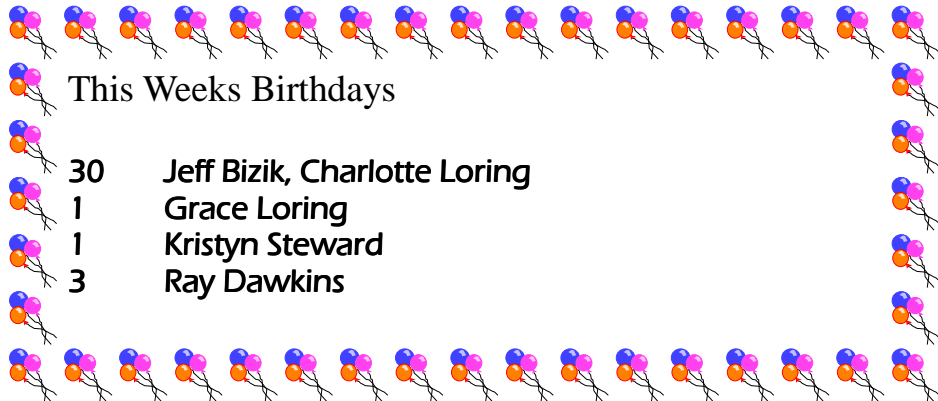 This Weeks Birthdays
30 Jeff Bizik, Charlotte Loring
1 Grace Loring
1 Kristyn Steward
3 Ray Dawkins